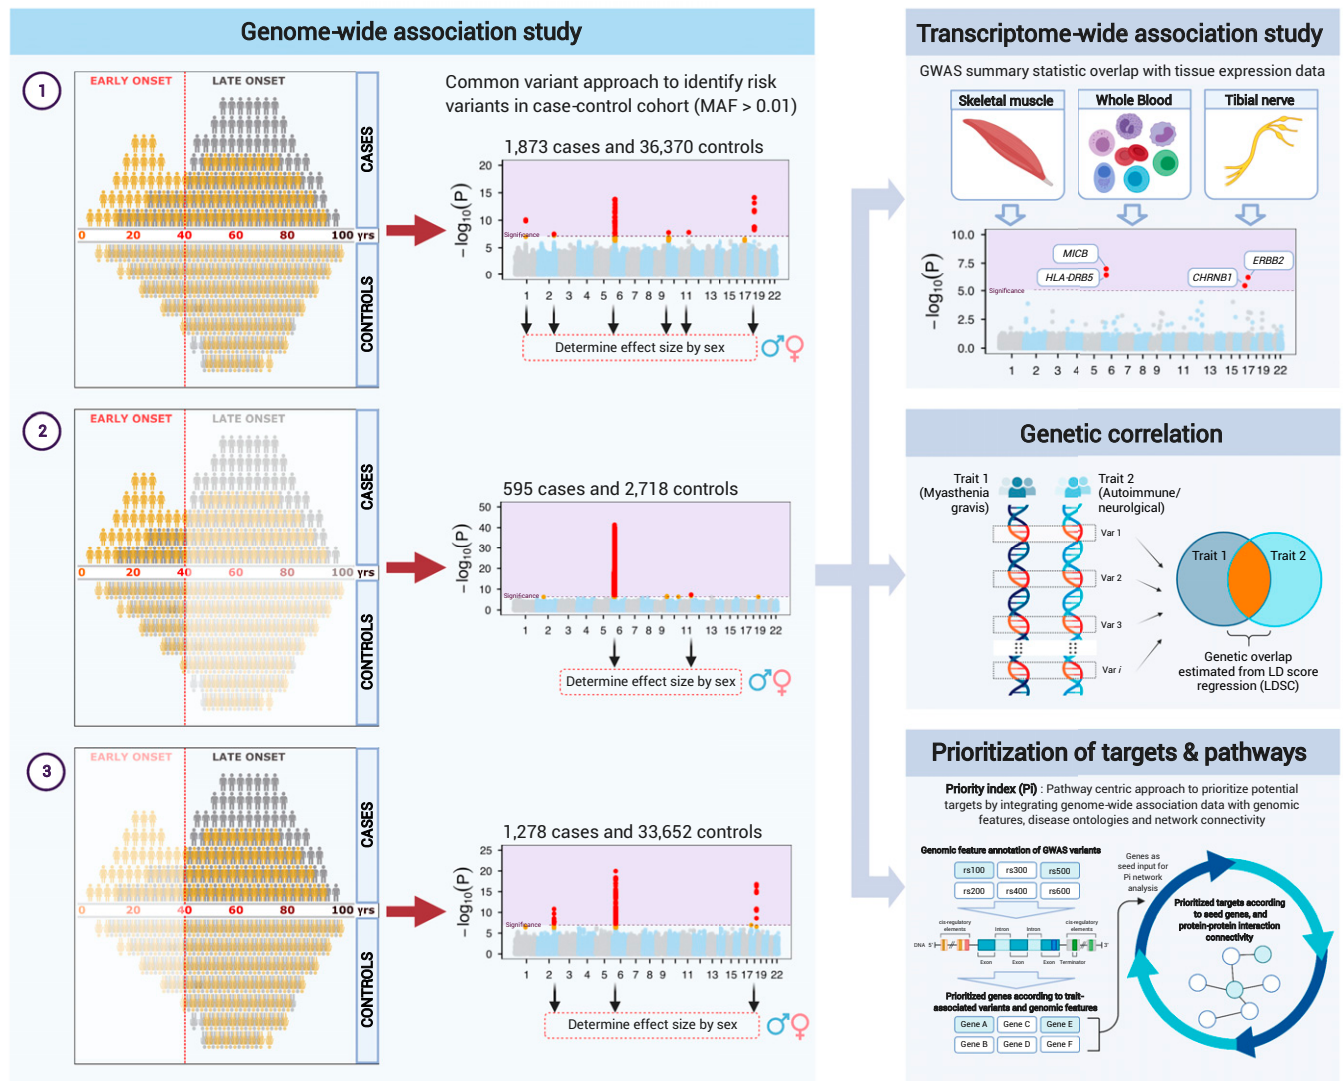 Genome-wide association study
1
EARLY ONSET
LATE ONSET
CASES
0 20 40 60 80 100 yrs
CONTROLS
Common variant approach to identify risk
variants in case-control cohort (MAF > 0.01)
1,873 cases and 36,370 controls
−log10(P)
20
15
10
5
0
Significance
1 2 3 4 5 6 7 8 9 11 13 15 17 19 22
Determine effect size by sex
2
EARLY ONSET
LATE ONSET
CASES
0 20 40 60 80 100 yrs
CONTROLS
595 cases and 2,718 controls
−log10(P)
50
40
30
20
10
0
Significance
1 2 3 4 5 6 7 8 9 11 13 15 17 19 22
Determine effect size by sex
3
EARLY ONSET
LATE ONSET
CASES
0 20 40 60 80 100 yrs
CONTROLS
1,278 cases and 33,652 controls
−log10(P)
25
20
15
10
5
0
Significance
1 2 3 4 5 6 7 8 9 11 13 15 17 19 22
Determine effect size by sex
Transcriptome-wide association study
GWAS summary statistic overlap with tissue expression data
Skeletal muscle
Whole Blood
Tibial nerve
−log10(P)
10.0
7.5
5.0
2.5
0.0
Significance
MICB
HLA-DRB5
CHRNB1
ERBB2
1 2 3 4 5 6 7 8 9 11 13 15 17 19 22
Genetic correlation
Trait 1
(Myasthenia
gravis)
Trait 2
(Autoimmune/
neurolgical)
Var 1
Var 2
Var 3
Var i
Trait 1
Trait 2
Genetic overlap
estimated from LD score
regression (LDSC)
Prioritization of targets & pathways
Priority index (Pi) : Pathway centric approach to prioritize potential
targets by integrating genome-wide association data with genomic
features, disease ontologies and network connectivity
Genomic feature annotation of GWAS variants
rs100 rs300 rs500
rs200 rs400 rs600
cis-regulatory
elements
Intron
Intron
cis-regulatory
elements
DNA 5'
3'
Exon
Exon
Exon
Terminator
Prioritized genes according to trait-
associated variants and genomic features
Gene A Gene C Gene E
Gene B Gene D Gene F
Genes as
seed input for
Pi network
analysis
Prioritized targets according
to seed genes, and
protein-protein interaction
connectivity